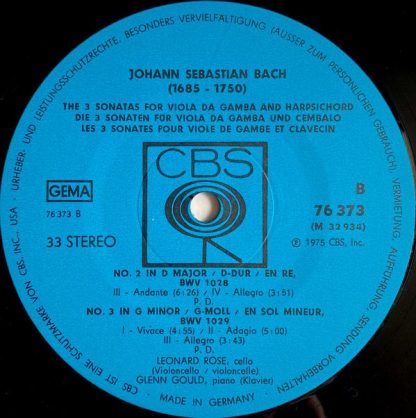 URHEBER- UND LEISTUNGSSCHUTZRECHTE, BESONDERS VERVIELFÄLTIGUNG (AUSSER ZUM PERSÖNLICHEN GEBRAUCH), VERMIETUNG, AUFFÜHRUNG, SENDUNG VORBEHALTEN
JOHANN SEBASTIAN BACH
(1685 - 1750)
THE 3 SONATAS FOR VIOLA DA GAMBA AND HARPSICHORD
DIE 3 SONATEN FÜR VIOLA DA GAMBA UND CEMBALO
LES 3 SONATES POUR VIOLE DE GAMBE ET CLAVECIN
CBS
GEMA
76 373 B
33 STEREO
B
76 373
(M 32 934)
℗ 1975 CBS, Inc.
NO. 2 IN D MAJOR / D-DUR / EN RE,
BWV 1028
III - Andante (6:26) / IV - Allegro (3:51)
P. D.
NO. 3 IN G MINOR / G-MOLL / EN SOL MINEUR,
BWV 1029
I - Vivace (4:55) / II - Adagio (5:00)
III - Allegro (3:43)
P. D.
LEONARD ROSE, cello
(Violoncello / violoncelle)
GLENN GOULD, piano (Klavier)
CBS IST EINE SCHUTZMARKE VON CBS, INC., USA · MADE IN GERMANY ·